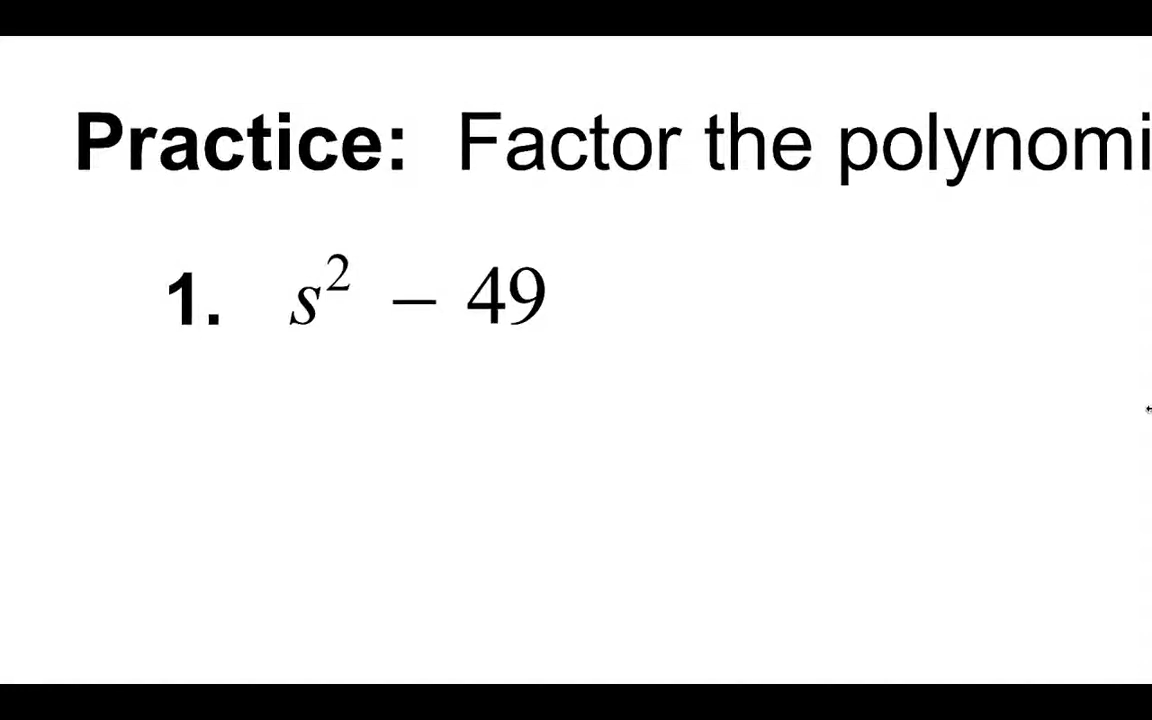 Practice: Factor the polynomi
1. s² − 49